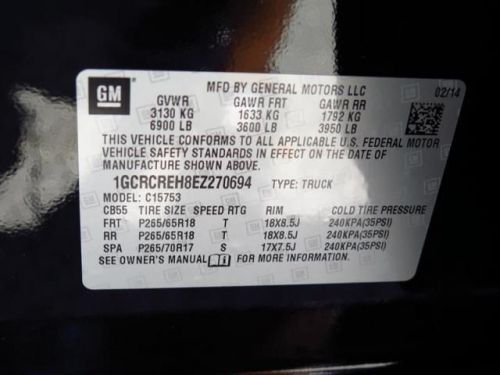 GM
MFD BY GENERAL MOTORS LLC
02/14
GVWR GAWR FRT GAWR RR
3130 KG 1633 KG 1792 KG
6900 LB 3600 LB 3950 LB
THIS VEHICLE CONFORMS TO ALL APPLICABLE U.S. FEDERAL MOTOR
VEHICLE SAFETY STANDARDS IN EFFECT ON THE DATE OF
MANUFACTURE SHOWN ABOVE.
1GCRCREH8EZ270694 TYPE: TRUCK
MODEL: C15753
CB55 TIRE SIZE SPEED RTG RIM COLD TIRE PRESSURE
FRT P265/65R18 T 18X8.5J 240KPA(35PSI)
RR P265/65R18 T 18X8.5J 240KPA(35PSI)
SPA P265/70R17 S 17X7.5J 240KPA(35PSI)
SEE OWNER'S MANUAL FOR MORE INFORMATION.